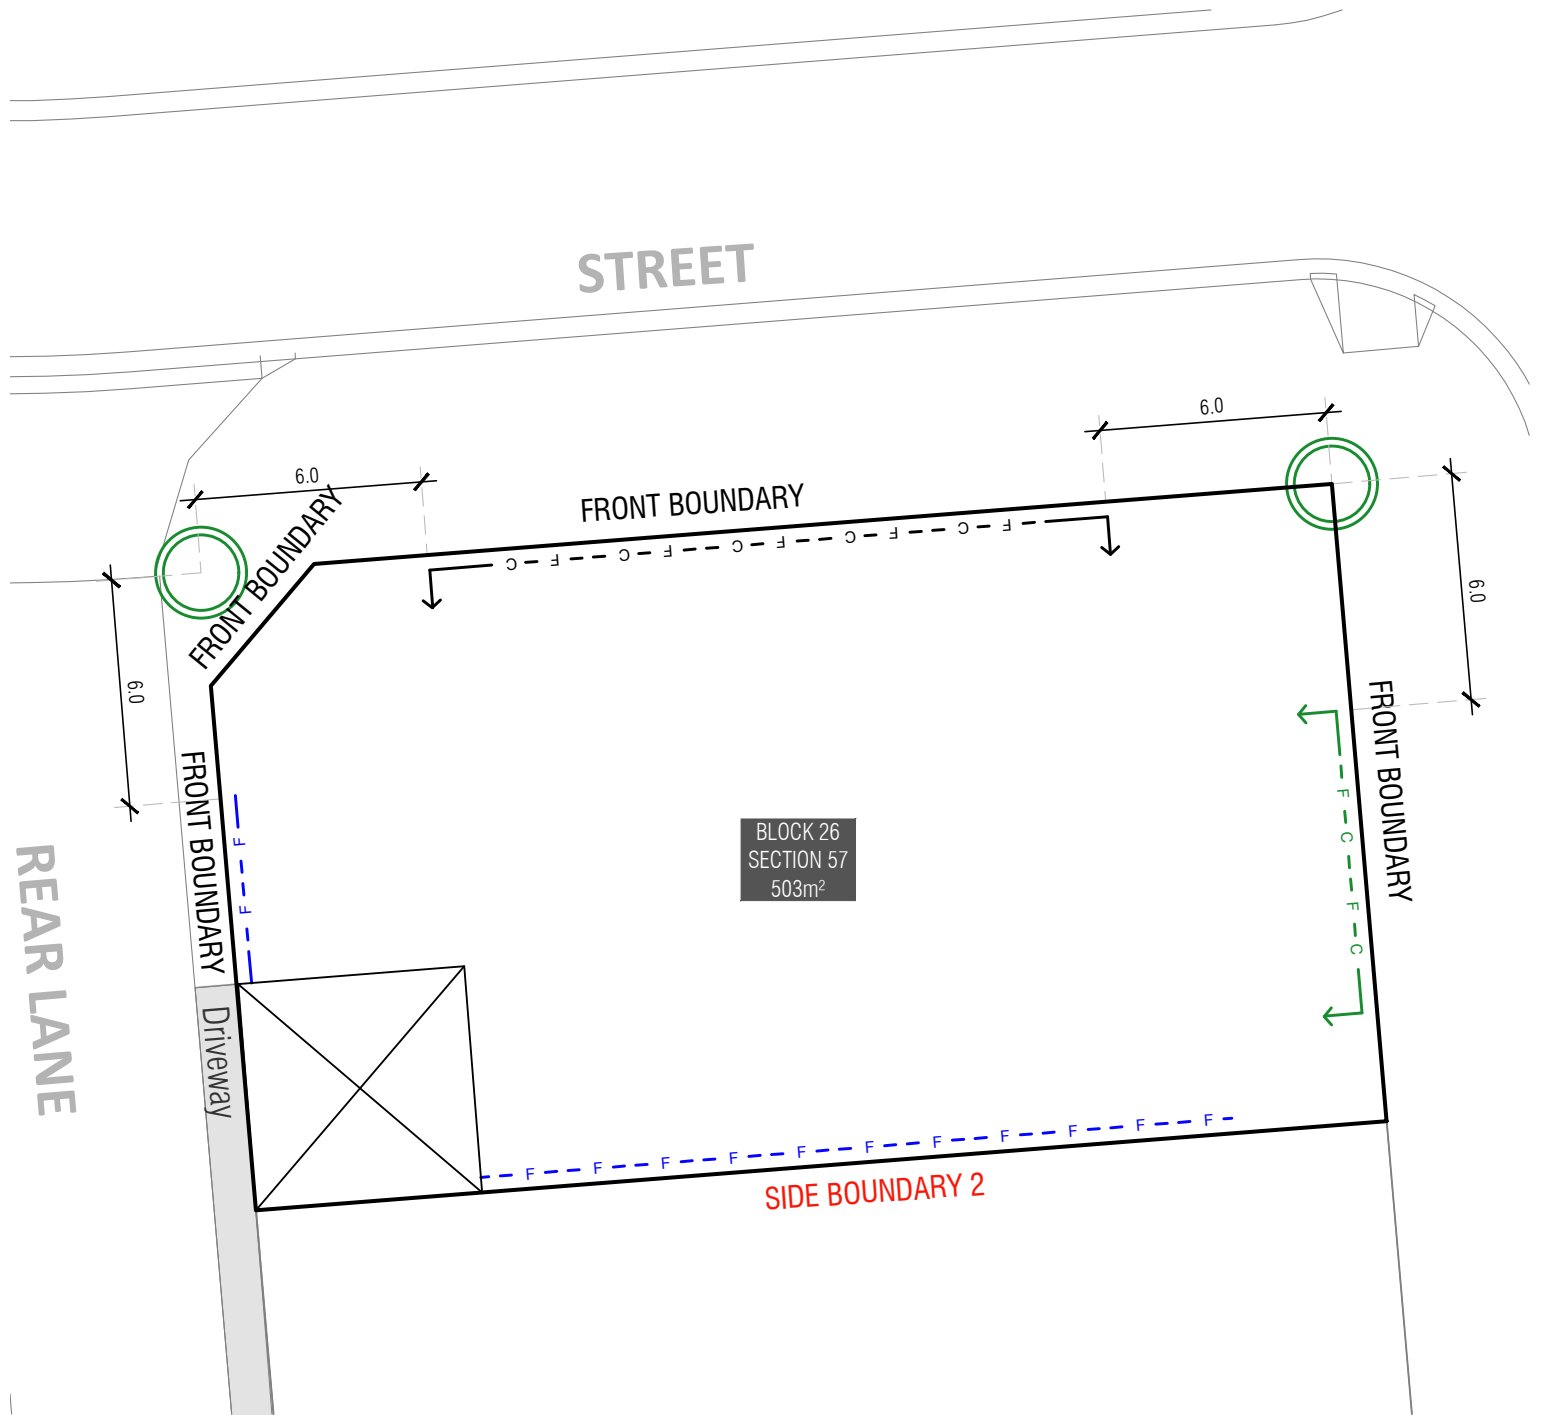 STREET
6.0
6.0
FRONT BOUNDARY
FRONT BOUNDARY
C F C F C F C F C F
6.0
6.0
FRONT BOUNDARY
FRONT BOUNDARY
F
F
F
C
F
C
BLOCK 26
SECTION 57
503m²
REAR LANE
Driveway
F F F F F F F F F F F
SIDE BOUNDARY 2